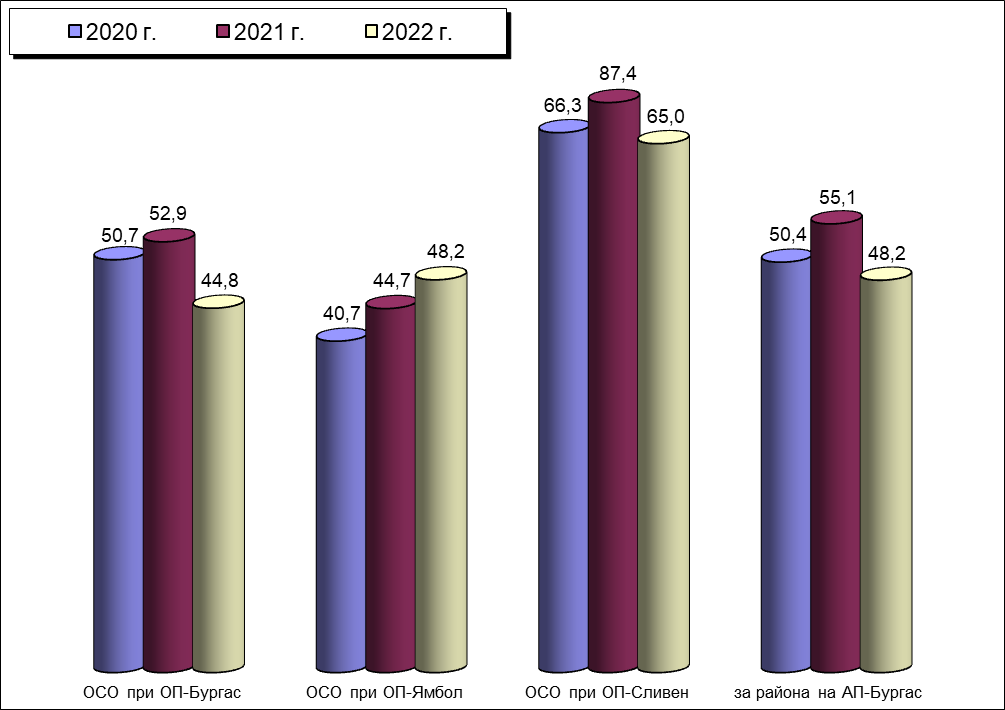 2020 г. 2021 г. 2022 г.
50,7 52,9 44,8
40,7 44,7 48,2
66,3 87,4 65,0
50,4 55,1 48,2
ОСО при ОП-Бургас ОСО при ОП-Ямбол ОСО при ОП-Сливен за района на АП-Бургас